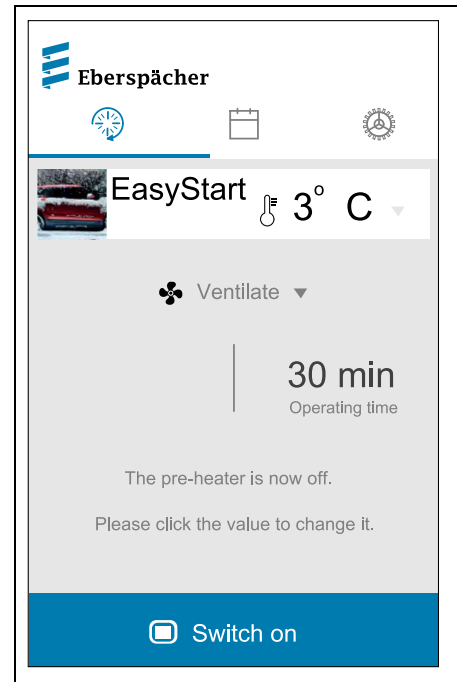 Eberspächer
EasyStart
3° C
Ventilate
30 min
Operating time
The pre-heater is now off.
Please click the value to change it.
Switch on